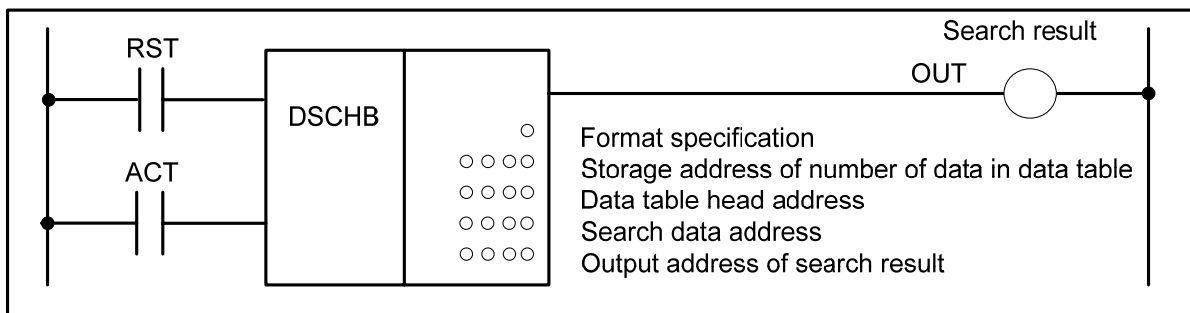 Search result
RST
OUT
DSCHB
○ Format specification
○○○○ Storage address of number of data in data table
ACT
○○○○ Data table head address
○○○○ Search data address
○○○○ Output address of search result